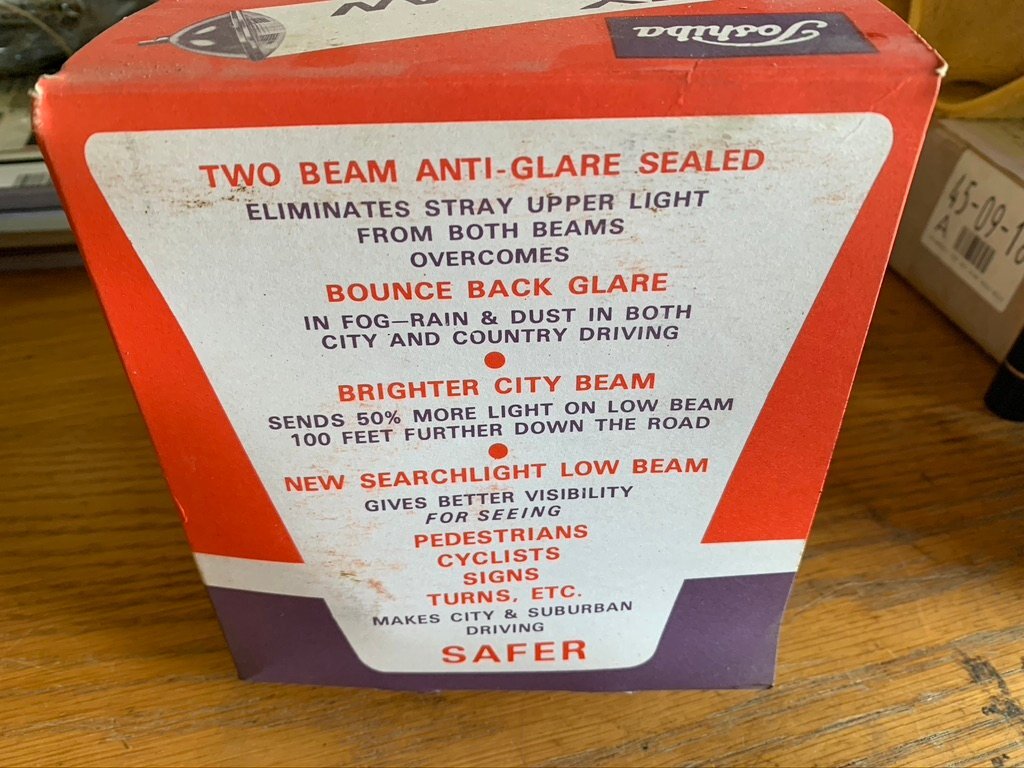 Toshiba
TWO BEAM ANTI-GLARE SEALED
ELIMINATES STRAY UPPER LIGHT
FROM BOTH BEAMS
OVERCOMES
BOUNCE BACK GLARE
IN FOG—RAIN & DUST IN BOTH
CITY AND COUNTRY DRIVING
BRIGHTER CITY BEAM
SENDS 50% MORE LIGHT ON LOW BEAM
100 FEET FURTHER DOWN THE ROAD
NEW SEARCHLIGHT LOW BEAM
GIVES BETTER VISIBILITY
FOR SEEING
PEDESTRIANS
CYCLISTS
SIGNS
TURNS, ETC.
MAKES CITY & SUBURBAN
DRIVING
SAFER
45-09-16
A